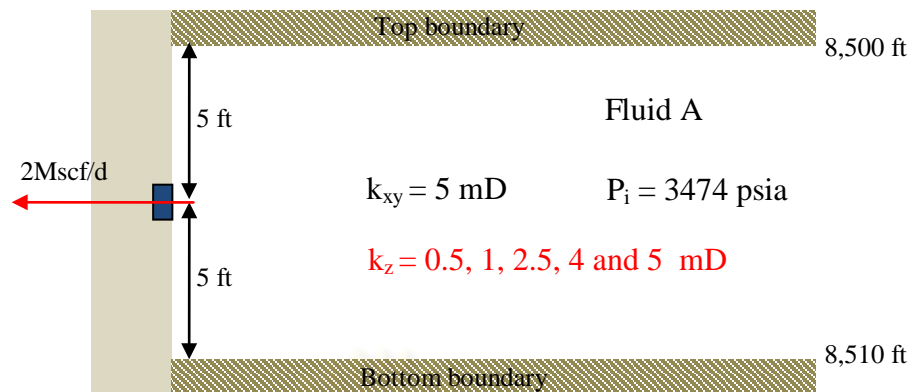 Top boundary
8,500 ft
5 ft
Fluid A
2Mscf/d
kxy = 5 mD
Pi = 3474 psia
kz = 0.5, 1, 2.5, 4 and 5 mD
5 ft
8,510 ft
Bottom boundary